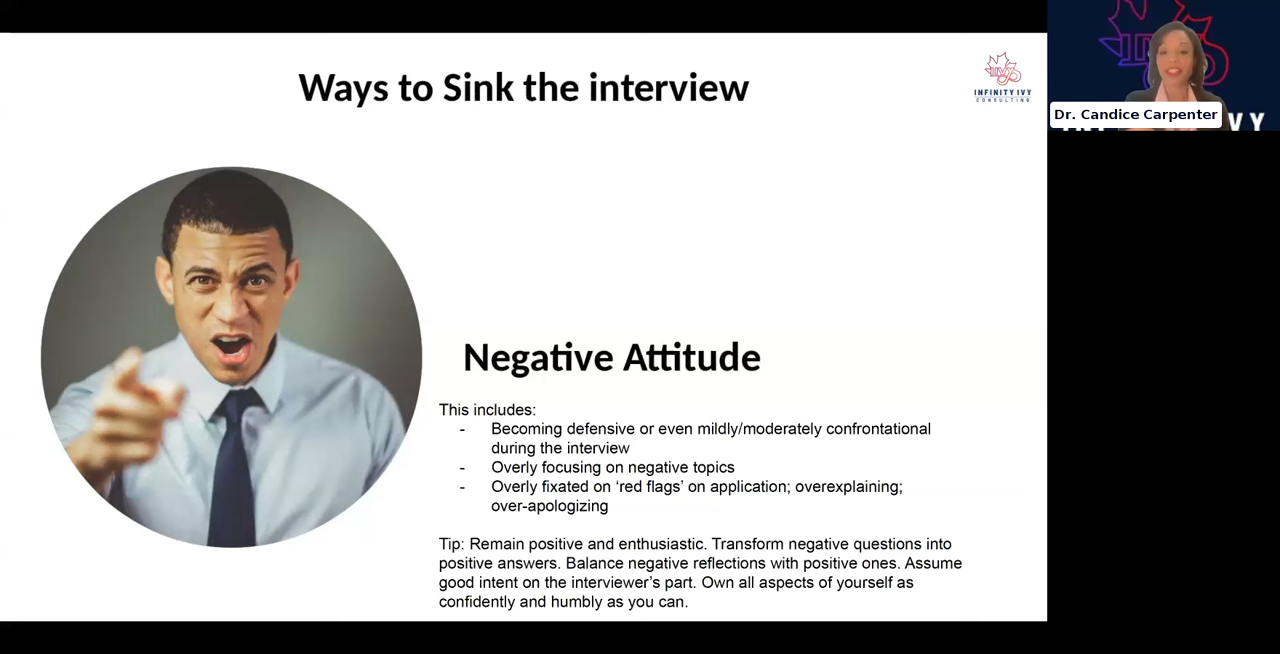 Ways to Sink the interview
INFINITY IVY
CONSULTING
Dr. Candice Carpenter
VY
Negative Attitude
This includes:
- Becoming defensive or even mildly/moderately confrontational
during the interview
- Overly focusing on negative topics
- Overly fixated on ‘red flags’ on application; overexplaining;
over-apologizing
Tip: Remain positive and enthusiastic. Transform negative questions into
positive answers. Balance negative reflections with positive ones. Assume
good intent on the interviewer’s part. Own all aspects of yourself as
confidently and humbly as you can.